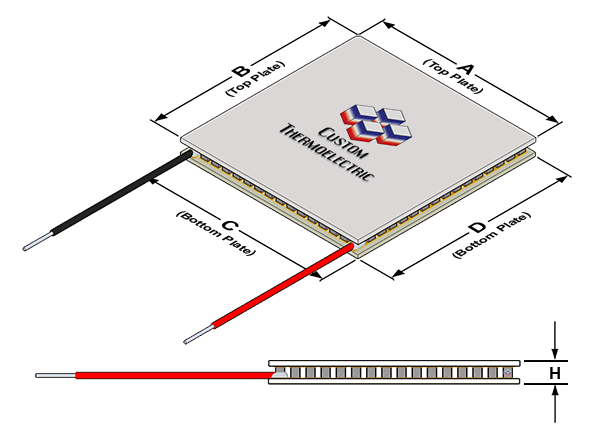 B
(Top Plate)
A
(Top Plate)
CUSTOM
THERMOELECTRIC
C
(Bottom Plate)
D
(Bottom Plate)
H